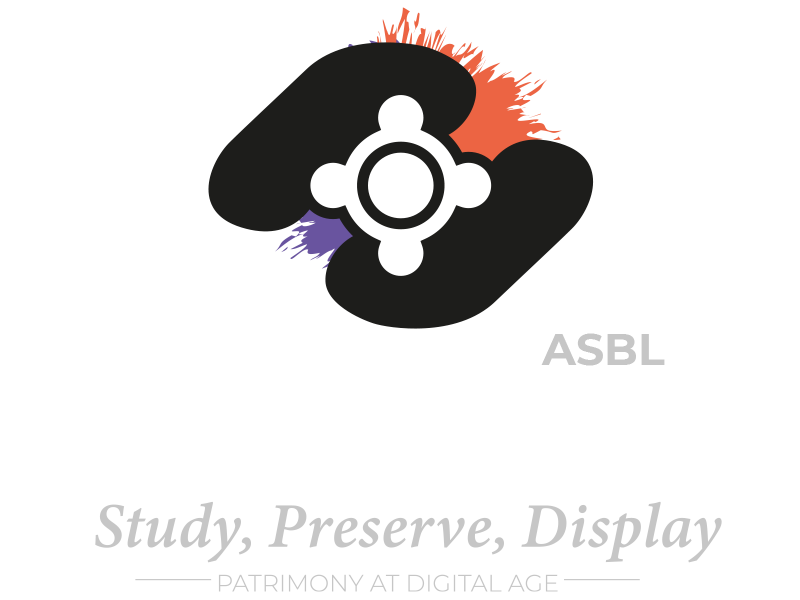 ASBL
Study, Preserve, Display
PATRIMONY AT DIGITAL AGE